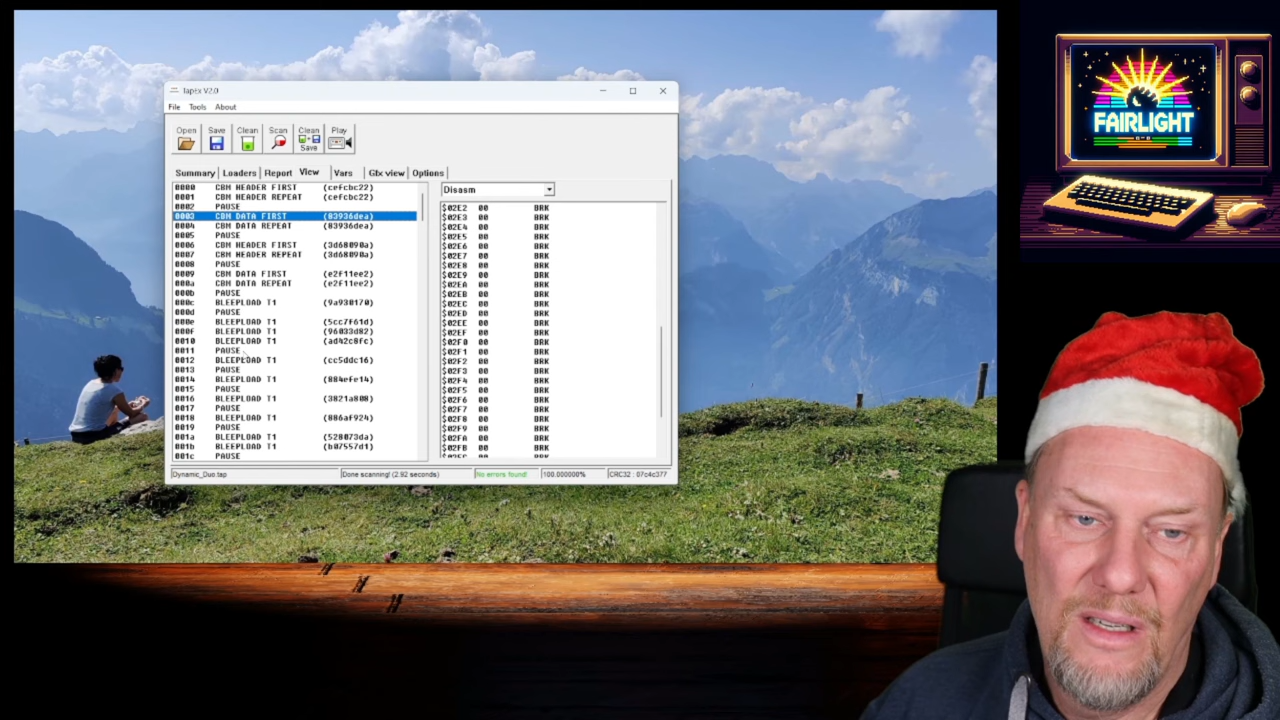 Tapex V2.0
File Tools About
Open Save Clean Scan Clean Save Play
Summary Loaders Report View Vars Gfx view Options
0000 CBM HEADER FIRST (cefcbc22)
0001 CBM HEADER REPEAT (cefcbc22)
0002 PAUSE
0003 CBM DATA FIRST (83936dea)
0004 CBM DATA REPEAT (83936dea)
0005 PAUSE
0006 CBM HEADER FIRST (3d68090a)
0007 CBM HEADER REPEAT (3d68090a)
0008 PAUSE
0009 CBM DATA FIRST (e2f11ee2)
000a CBM DATA REPEAT (e2f11ee2)
000b PAUSE
000c BLEEPLOAD T1 (9a930170)
000d PAUSE
000e BLEEPLOAD T1 (5cc7f61d)
000f BLEEPLOAD T1 (96033d82)
0010 BLEEPLOAD T1 (ad42c8fc)
0011 PAUSE
0012 BLEEPLOAD T1 (cc5ddc16)
0013 PAUSE
0014 BLEEPLOAD T1 (884efe14)
0015 PAUSE
0016 BLEEPLOAD T1 (3821a808)
0017 PAUSE
0018 BLEEPLOAD T1 (886af924)
0019 PAUSE
001a BLEEPLOAD T1 (528073da)
001b BLEEPLOAD T1 (b07557d1)
001c PAUSE
Disasm
$02E2 00 BRK
$02E3 00 BRK
$02E4 00 BRK
$02E5 00 BRK
$02E6 00 BRK
$02E7 00 BRK
$02E8 00 BRK
$02E9 00 BRK
$02EA 00 BRK
$02EB 00 BRK
$02EC 00 BRK
$02ED 00 BRK
$02EE 00 BRK
$02EF 00 BRK
$02F0 00 BRK
$02F1 00 BRK
$02F2 00 BRK
$02F3 00 BRK
$02F4 00 BRK
$02F5 00 BRK
$02F6 00 BRK
$02F7 00 BRK
$02F8 00 BRK
$02F9 00 BRK
$02FA 00 BRK
$02FB 00 BRK
Dynamic_Duo.tap Done scanning! (2.92 seconds) No errors found! 100.000000% CRC32 : 07c4c377
FAIRLIGHT